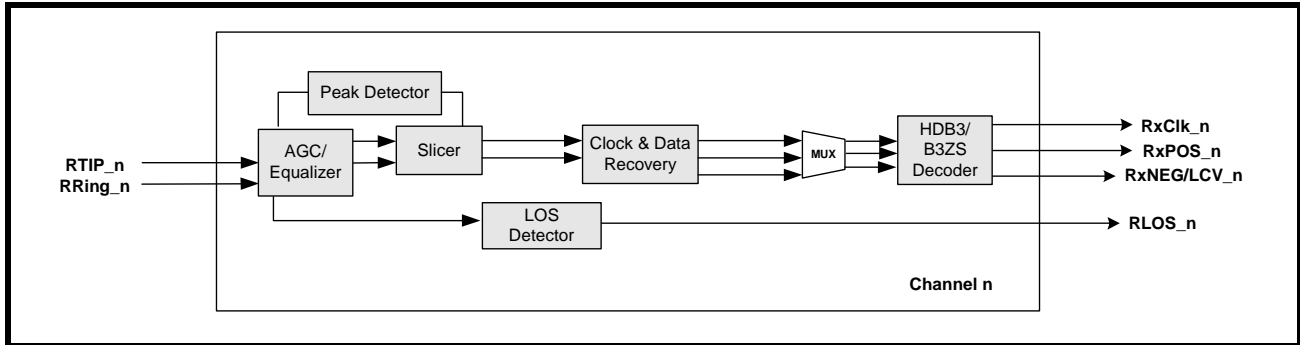 Peak Detector
RTIP_n
RRing_n
AGC/
Equalizer
Slicer
Clock & Data
Recovery
MUX
HDB3/
B3ZS
Decoder
RxClk_n
RxPOS_n
RxNEG/LCV_n
LOS
Detector
RLOS_n
Channel n